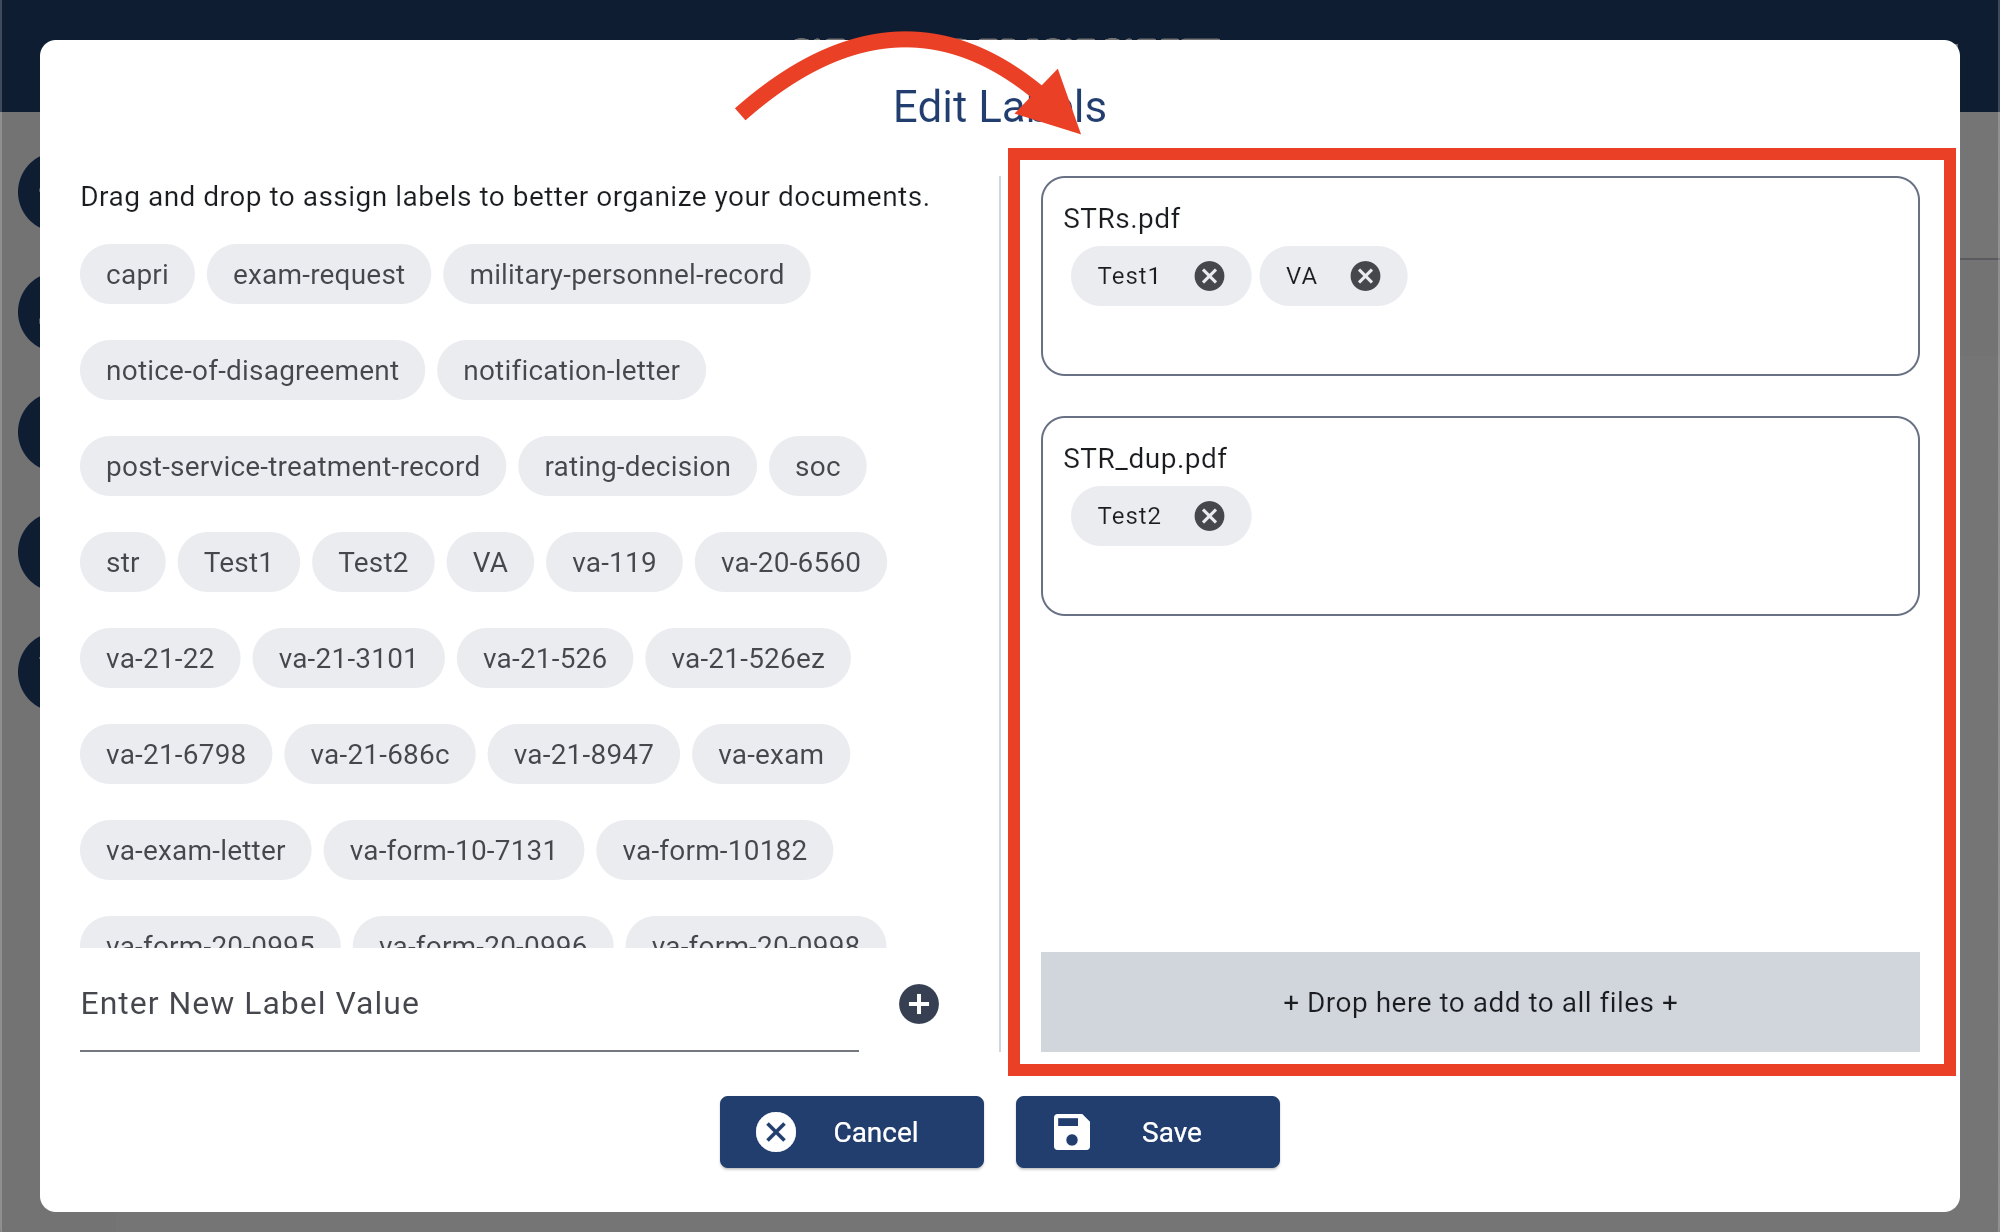 Edit Labels
Drag and drop to assign labels to better organize your documents.
capri exam-request military-personnel-record
notice-of-disagreement notification-letter
post-service-treatment-record rating-decision soc
str Test1 Test2 VA va-119 va-20-6560
va-21-22 va-21-3101 va-21-526 va-21-526ez
va-21-6798 va-21-686c va-21-8947 va-exam
va-exam-letter va-form-10-7131 va-form-10182
va-form-20-0995 va-form-20-0996 va-form-20-0998
Enter New Label Value
STRs.pdf
Test1 VA
STR_dup.pdf
Test2
+ Drop here to add to all files +
Cancel Save